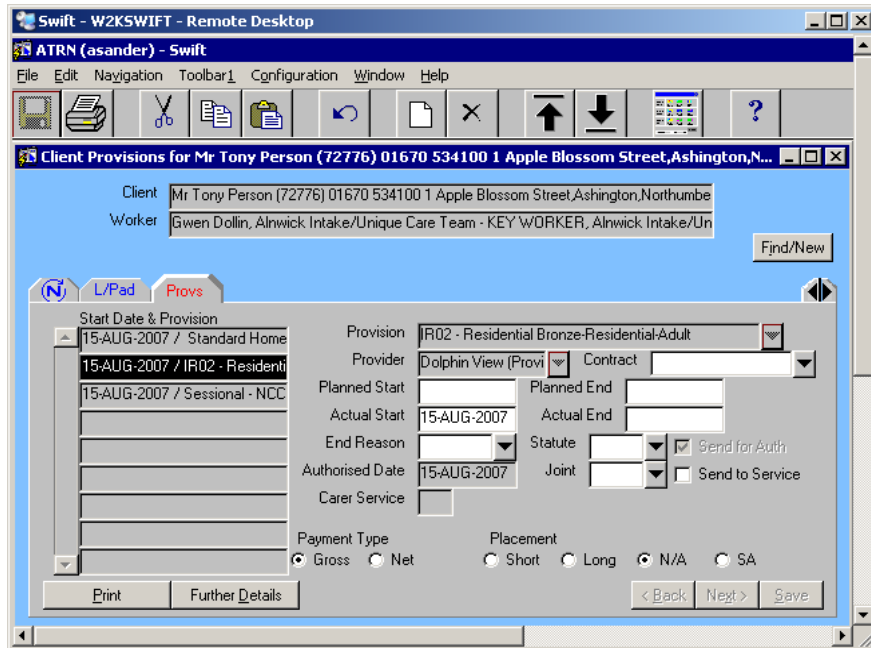 Swift - W2KSWIFT - Remote Desktop
ATRN (asander) - Swift
File Edit Navigation Toolbar1 Configuration Window Help
?
Client Provisions for Mr Tony Person (72776) 01670 534100 1 Apple Blossom Street,Ashington,N...
Client Mr Tony Person (72776) 01670 534100 1 Apple Blossom Street,Ashington,Northumbe
Worker Gwen Dollin, Alnwick Intake/Unique Care Team - KEY WORKER, Alnwick Intake/Un
Find/New
N L/Pad Provs
Start Date & Provision
15-AUG-2007 / Standard Home
15-AUG-2007 / IR02 - Residenti
15-AUG-2007 / Sessional - NCC
Provision IR02 - Residential Bronze-Residential-Adult
Provider Dolphin View (Provi Contract
Planned Start Planned End
Actual Start 15-AUG-2007 Actual End
End Reason Statute Send for Auth
Authorised Date 15-AUG-2007 Joint Send to Service
Carer Service
Payment Type Placement
Gross Net Short Long N/A SA
Print Further Details < Back Next > Save